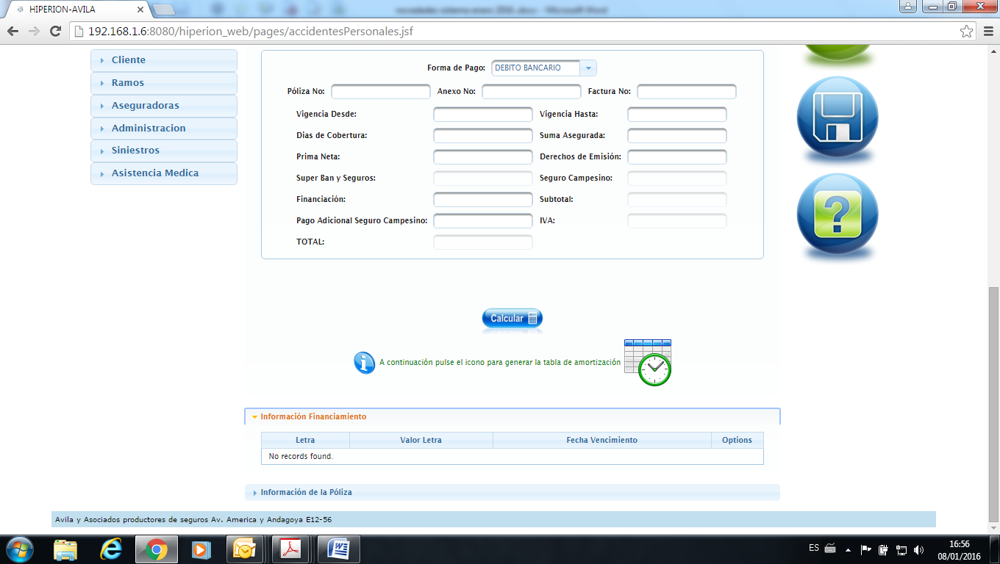 HIPERION-AVILA
novedades sistema enero 2016.docx - Microsoft Word
192.168.1.6:8080/hiperion_web/pages/accidentesPersonales.jsf
Cliente
Ramos
Aseguradoras
Administracion
Siniestros
Asistencia Medica
Forma de Pago: DEBITO BANCARIO
Póliza No: Anexo No: Factura No:
Vigencia Desde: Vigencia Hasta:
Dias de Cobertura: Suma Asegurada:
Prima Neta: Derechos de Emisión:
Super Ban y Seguros: Seguro Campesino:
Financiación: Subtotal:
Pago Adicional Seguro Campesino: IVA:
TOTAL:
Calcular
A continuación pulse el icono para generar la tabla de amortización
Información Financiamiento
Letra Valor Letra Fecha Vencimiento Options
No records found.
Información de la Póliza
Avila y Asociados productores de seguros Av. America y Andagoya E12-56
ES
16:56
08/01/2016